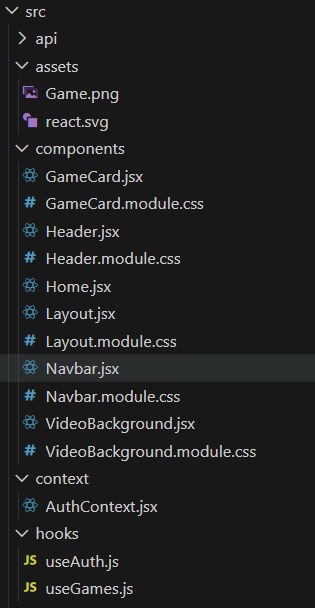 src
api
assets
Game.png
react.svg
components
GameCard.jsx
# GameCard.module.css
Header.jsx
# Header.module.css
Home.jsx
Layout.jsx
# Layout.module.css
Navbar.jsx
# Navbar.module.css
VideoBackground.jsx
# VideoBackground.module.css
context
AuthContext.jsx
hooks
JS useAuth.js
JS useGames.js